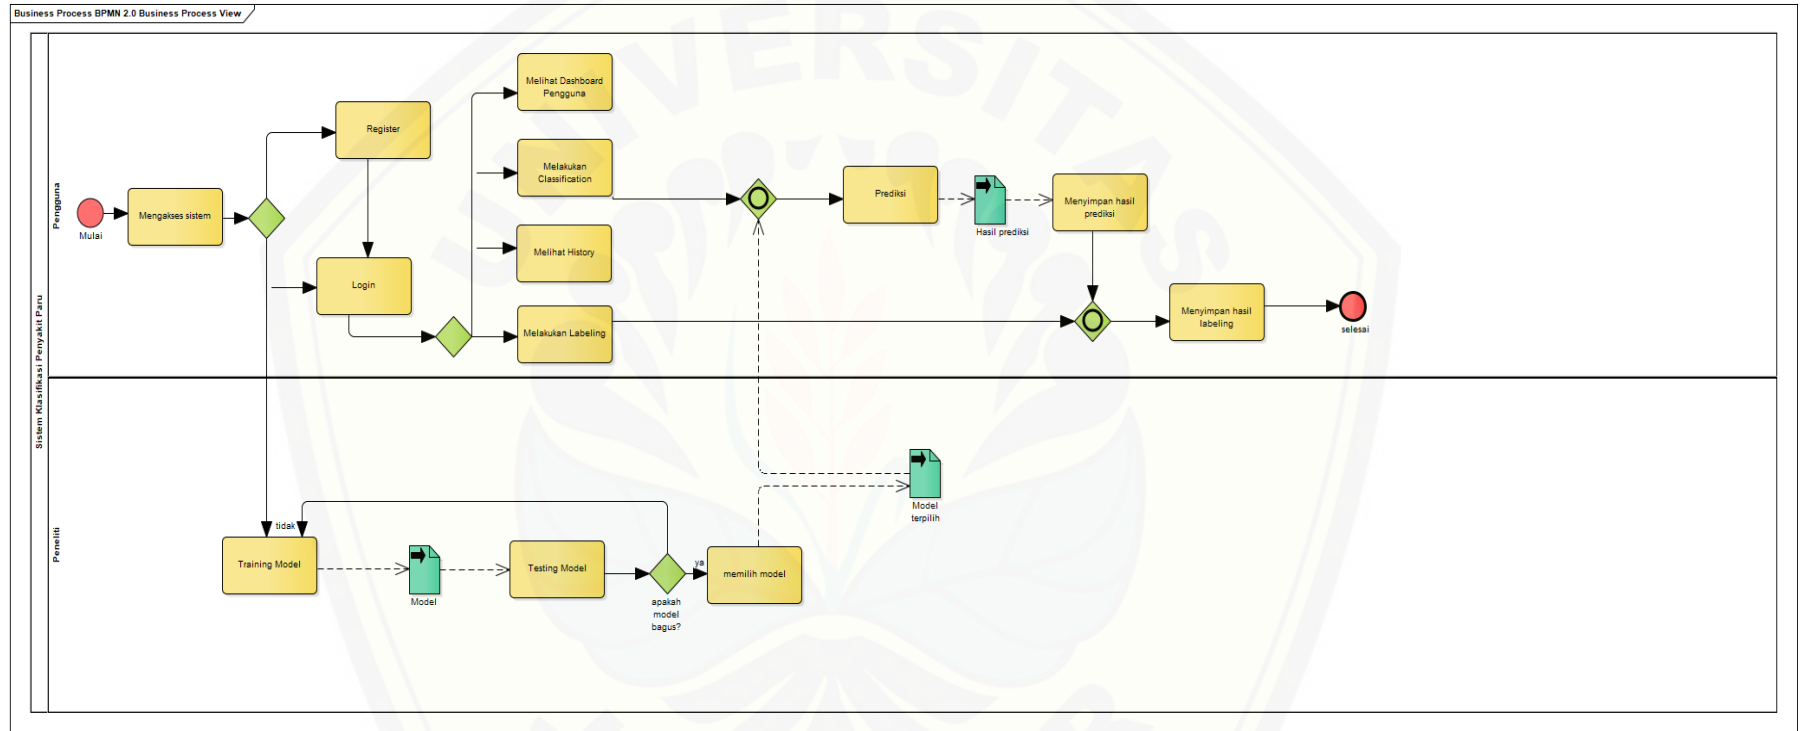 Business Process BPMN 2.0 Business Process View
Sistem Klasifikasi Penyakit Paru
Pengguna
Mulai
Mengakses sistem
Register
Login
Melihat Dashboard
Pengguna
Melakukan
Classification
Melihat History
Melakukan Labeling
Prediksi
Hasil prediksi
Menyimpan hasil
prediksi
Menyimpan hasil
labeling
selesai
Peneliti
tidak
Training Model
Model
Testing Model
apakah
model
bagus?
ya
memilih model
Model
terpilih
UNIVERSITAS